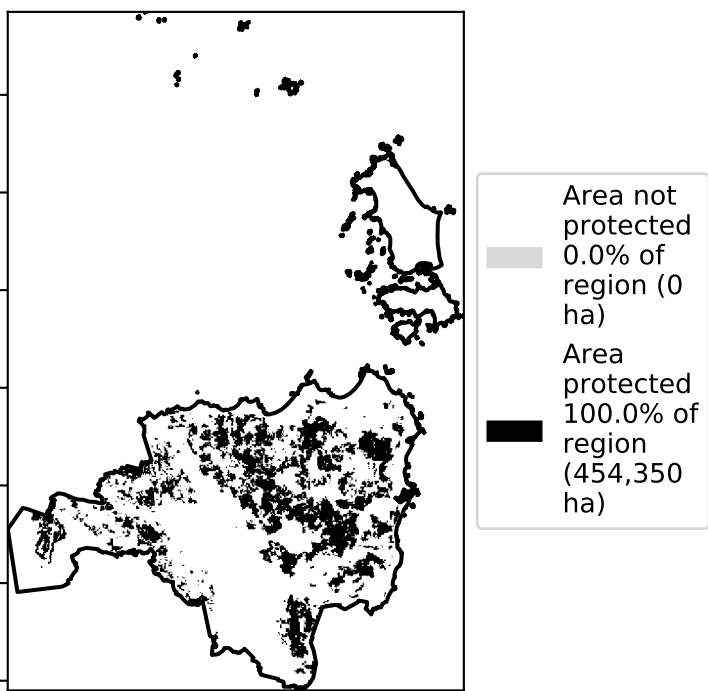 Area not
protected
0.0% of
region (0
ha)
Area
protected
100.0% of
region
(454,350
ha)